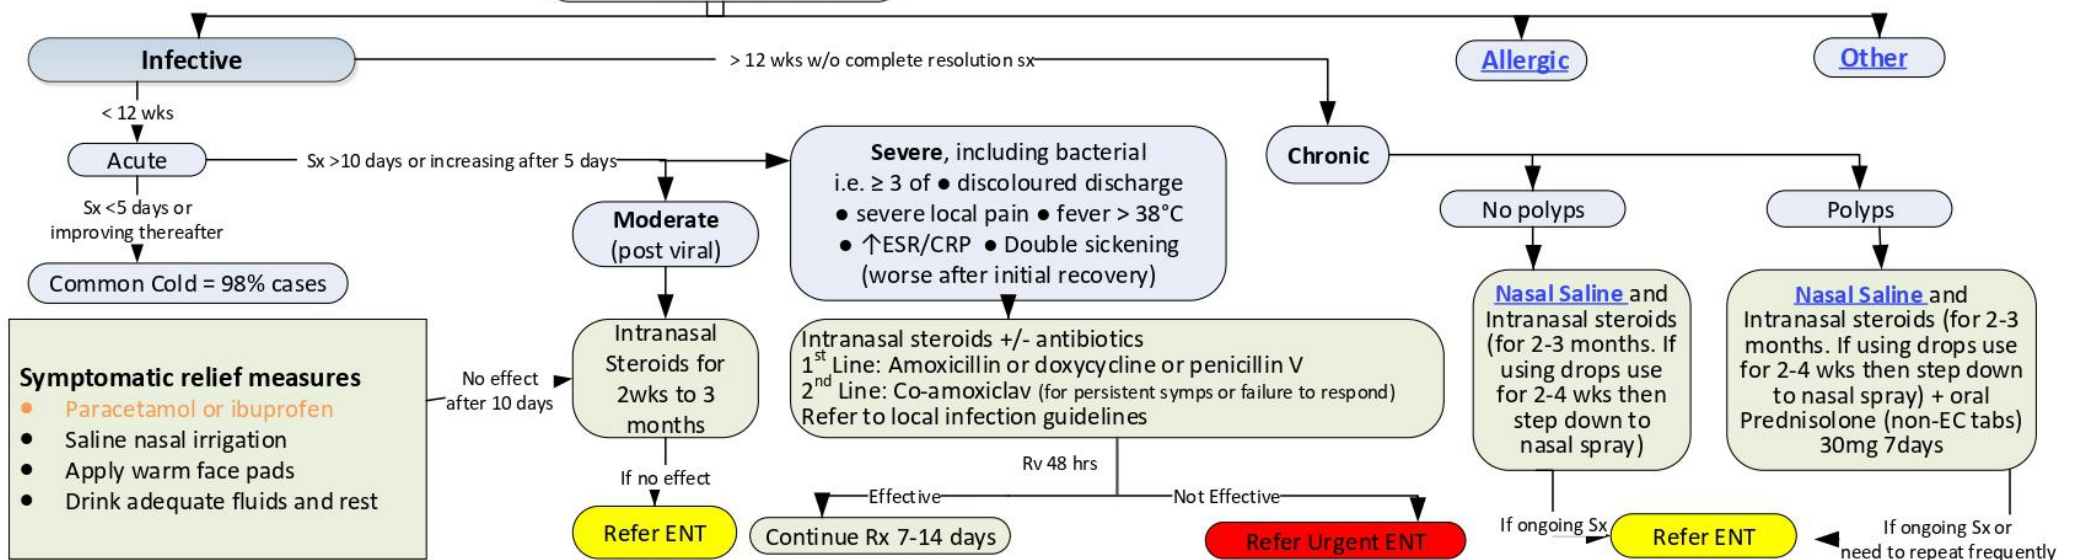 Infective
> 12 wks w/o complete resolution sx
Allergic
Other
< 12 wks
Acute
Sx >10 days or increasing after 5 days
Sx <5 days or
improving thereafter
Common Cold = 98% cases
Symptomatic relief measures
● Paracetamol or ibuprofen
● Saline nasal irrigation
● Apply warm face pads
● Drink adequate fluids and rest
No effect
after 10 days
Moderate
(post viral)
Intranasal
Steroids for
2wks to 3
months
If no effect
Refer ENT
Severe, including bacterial
i.e. ≥ 3 of ● discoloured discharge
● severe local pain ● fever > 38°C
● ↑ESR/CRP ● Double sickening
(worse after initial recovery)
Intranasal steroids +/- antibiotics
1st Line: Amoxicillin or doxycycline or penicillin V
2nd Line: Co-amoxiclav (for persistent symps or failure to respond)
Refer to local infection guidelines
Rv 48 hrs
Effective
Not Effective
Continue Rx 7-14 days
Refer Urgent ENT
Chronic
No polyps
Polyps
Nasal Saline and
Intranasal steroids
(for 2-3 months. If
using drops use
for 2-4 wks then
step down to
nasal spray)
Nasal Saline and
Intranasal steroids (for 2-3
months. If using drops use
for 2-4 wks then step down
to nasal spray) + oral
Prednisolone (non-EC tabs)
30mg 7days
If ongoing Sx
Refer ENT
If ongoing Sx or
need to repeat frequently